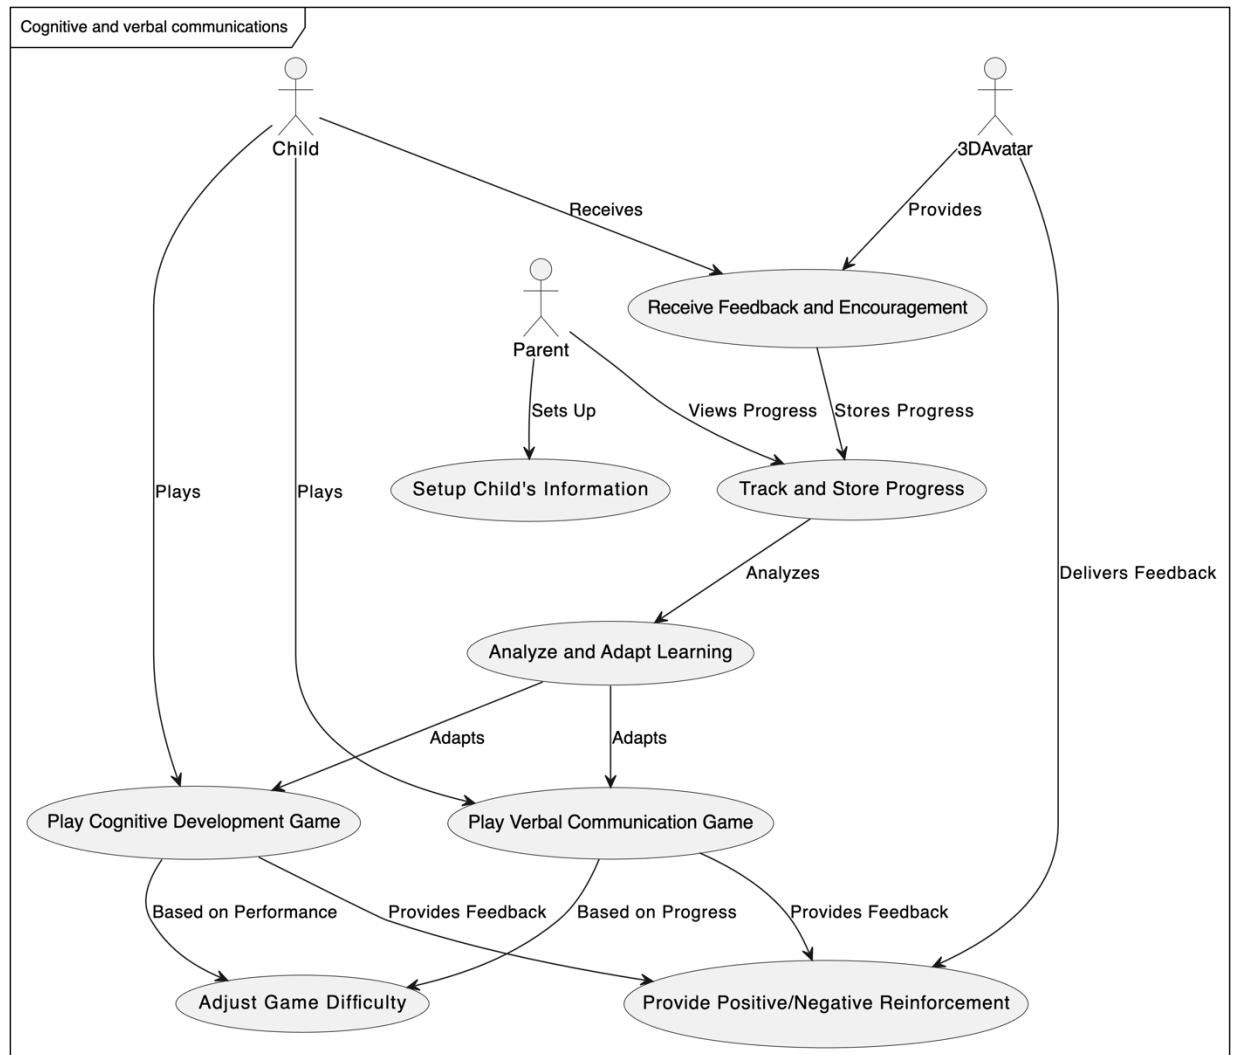 Cognitive and verbal communications
Child
3DAvatar
Receives
Provides
Receive Feedback and Encouragement
Parent
Sets Up
Views Progress
Stores Progress
Plays
Plays
Setup Child's Information
Track and Store Progress
Analyzes
Delivers Feedback
Analyze and Adapt Learning
Adapts
Adapts
Play Cognitive Development Game
Play Verbal Communication Game
Based on Performance
Provides Feedback
Based on Progress
Provides Feedback
Adjust Game Difficulty
Provide Positive/Negative Reinforcement